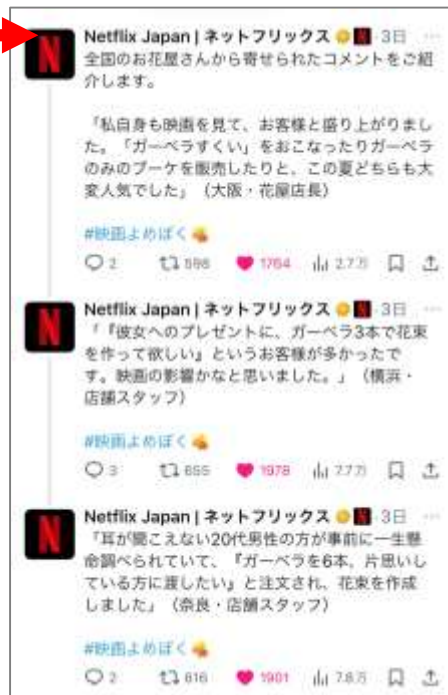 N
Netflix Japan | ネットフリックス N 3日 …
全国のお花屋さんから寄せられたコメントをご紹
介します。
「私自身も映画を見て、お客様と盛り上がりまし
た。「ガーベラすくい」をおこなったりガーベラ
のみのブーケを販売したりと、この夏どちらも大
変人気でした」（大阪・花屋店長）
#映画よめぼく
2 598 1764 2.7万
N
Netflix Japan | ネットフリックス N 3日 …
「『彼女へのプレゼントに、ガーベラ3本で花束
を作って欲しい』というお客様が多かったで
す。映画の影響かなと思いました。」（横浜・
店舗スタッフ）
#映画よめぼく
3 655 1978 7.7万
N
Netflix Japan | ネットフリックス N 3日 …
「耳が聞こえない20代男性の方が事前に一生懸
命調べられていて、『ガーベラを6本、片思いし
ている方に渡したい』と注文され、花束を作成
しました」（奈良・店舗スタッフ）
#映画よめぼく
2 616 1901 7.8万